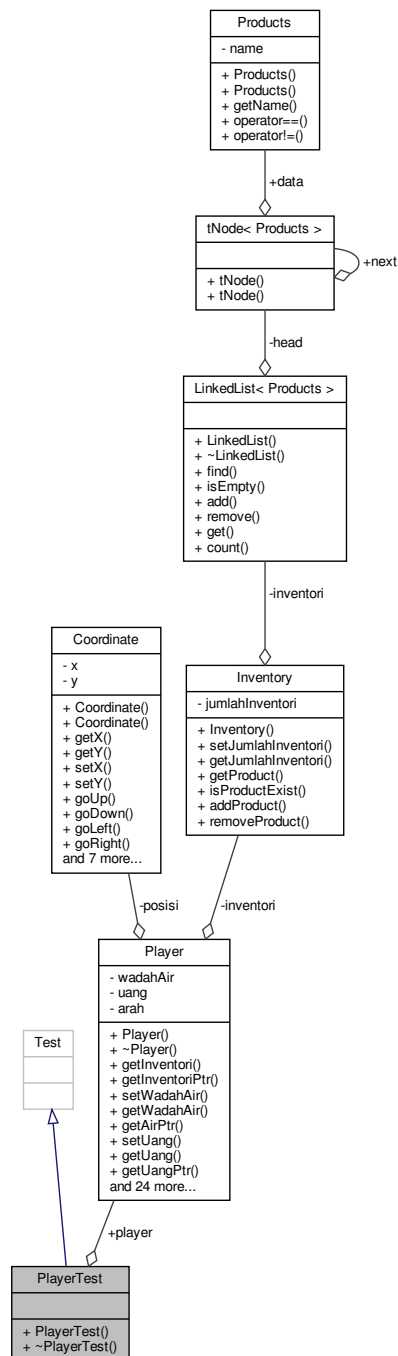 Products
- name
+ Products()
+ Products()
+ getName()
+ operator==()
+ operator!=()
+data
tNode< Products >
+ tNode()
+ tNode()
+next
-head
LinkedList< Products >
+ LinkedList()
+ ~LinkedList()
+ find()
+ isEmpty()
+ add()
+ remove()
+ get()
+ count()
-inventori
Coordinate
- x
- y
+ Coordinate()
+ Coordinate()
+ getX()
+ getY()
+ setX()
+ setY()
+ goUp()
+ goDown()
+ goLeft()
+ goRight()
and 7 more...
Inventory
- jumlahInventori
+ Inventory()
+ setJumlahInventori()
+ getJumlahInventori()
+ getProduct()
+ isProductExist()
+ addProduct()
+ removeProduct()
-posisi
-inventori
Player
- wadahAir
- uang
- arah
+ Player()
+ ~Player()
+ getInventori()
+ getInventoriPtr()
+ setWadahAir()
+ getWadahAir()
+ getAirPtr()
+ setUang()
+ getUang()
+ getUangPtr()
and 24 more...
Test
+player
PlayerTest
+ PlayerTest()
+ ~PlayerTest()